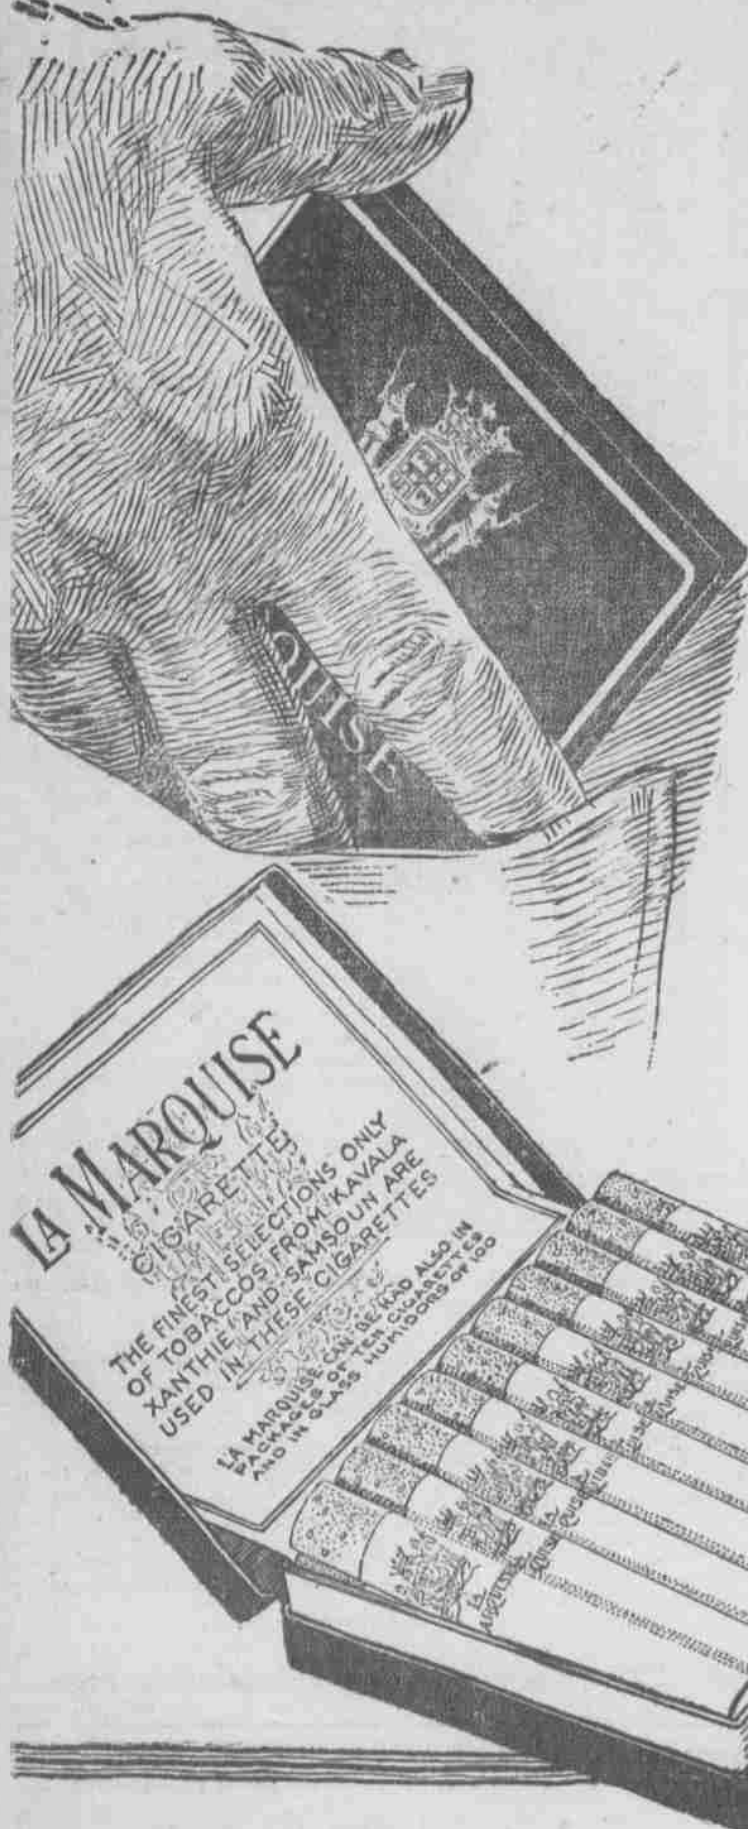 QUISE
LA MARQUISE
CIGARETTES
THE FINEST SELECTIONS ONLY
OF TOBACCOS FROM KAVALA
XANTHIE, AND SAMSOUN ARE
USED IN THESE CIGARETTES
LA MARQUISE CAN BE HAD ALSO IN
PACKAGES OF TEN CIGARETTES
AND IN GLASS HUMIDORS OF 100
LA